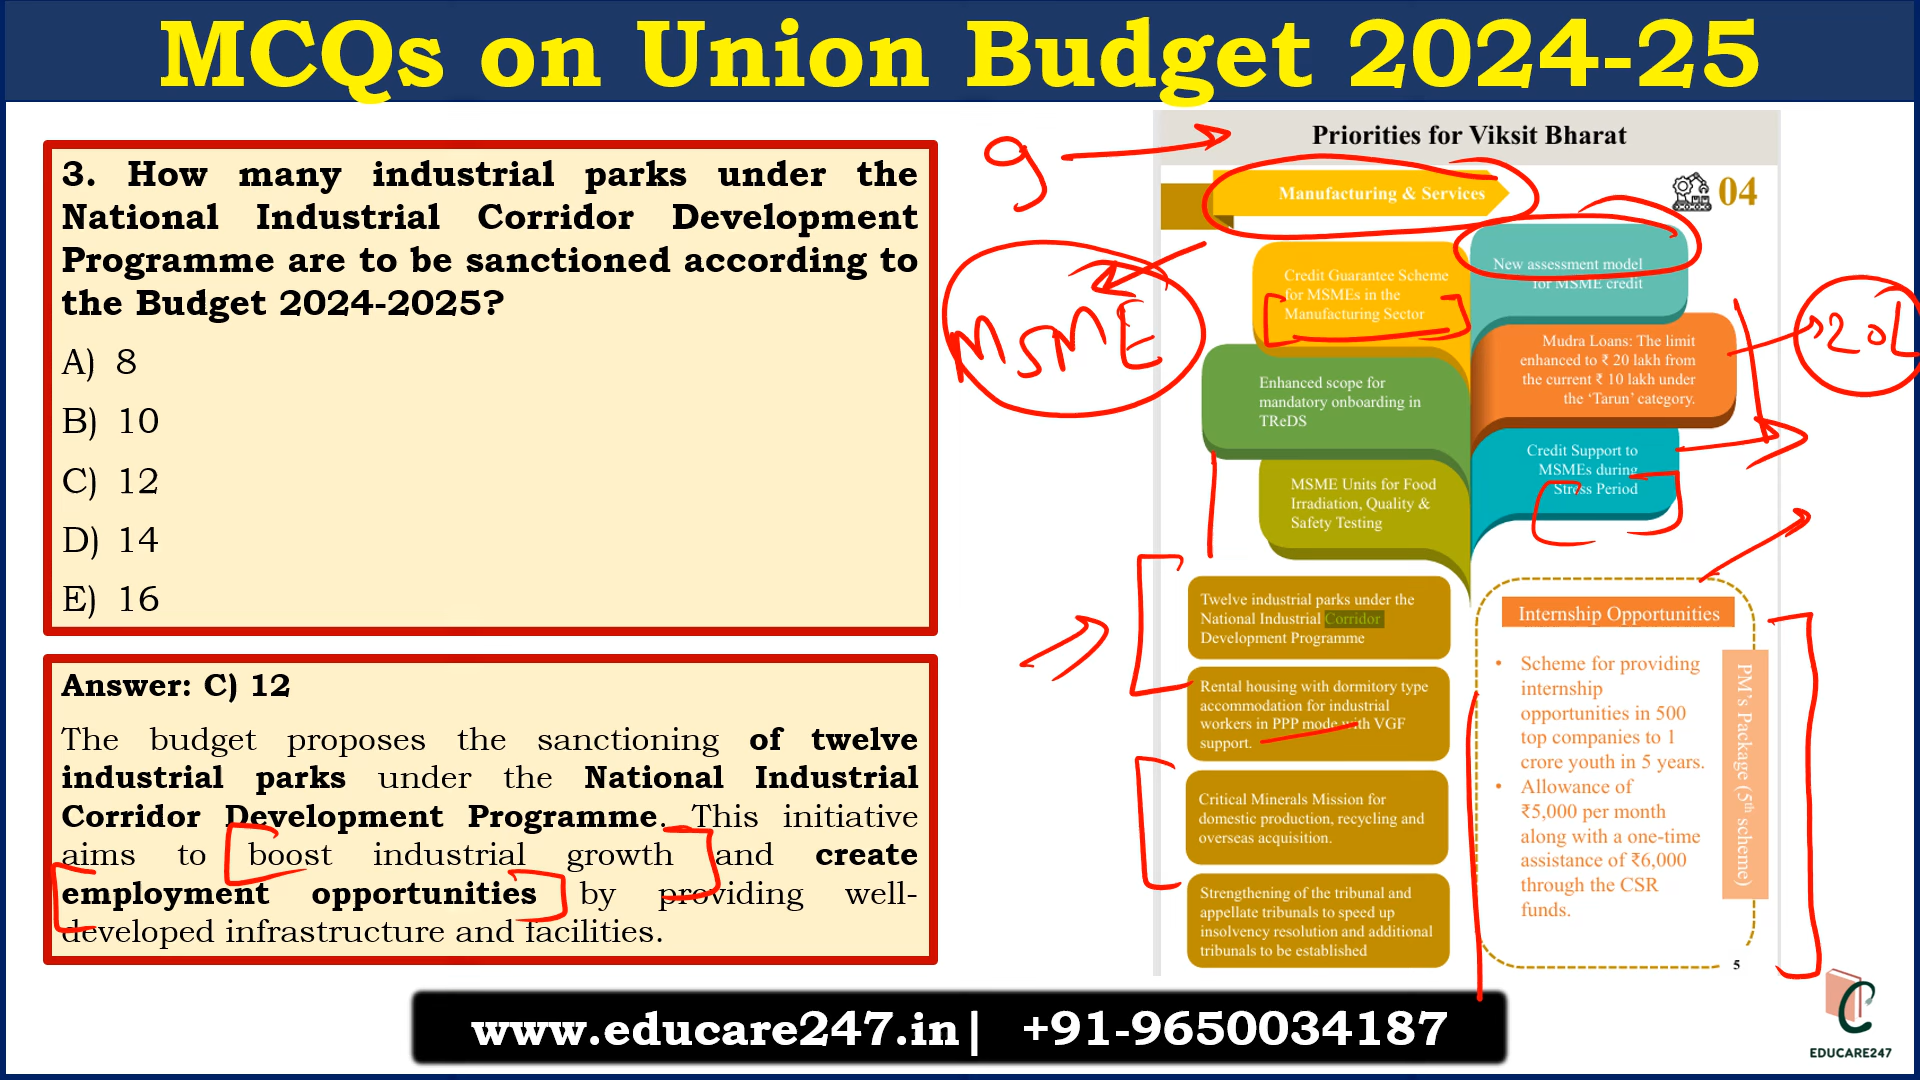 MCQs on Union Budget 2024-25
3. How many industrial parks under the
National Industrial Corridor Development
Programme are to be sanctioned according to
the Budget 2024-2025?
A) 8
B) 10
C) 12
D) 14
E) 16
Answer: C) 12
The budget proposes the sanctioning of twelve
industrial parks under the National Industrial
Corridor Development Programme. This initiative
aims to boost industrial growth and create
employment opportunities by providing well-
developed infrastructure and facilities.
9
Priorities for Viksit Bharat
Manufacturing & Services
04
MSME
Credit Guarantee Scheme
for MSMEs in the
Manufacturing Sector
New assessment model
for MSME credit
Enhanced scope for
mandatory onboarding in
TReDS
Mudra Loans: The limit
enhanced to ₹ 20 lakh from
the current ₹ 10 lakh under
the ‘Tarun’ category.
20L
MSME Units for Food
Irradiation, Quality &
Safety Testing
Credit Support to
MSMEs during
Stress Period
Twelve industrial parks under the
National Industrial Corridor
Development Programme
Rental housing with dormitory type
accommodation for industrial
workers in PPP mode with VGF
support.
Critical Minerals Mission for
domestic production, recycling and
overseas acquisition.
Strengthening of the tribunal and
appellate tribunals to speed up
insolvency resolution and additional
tribunals to be established
Internship Opportunities
• Scheme for providing
internship
opportunities in 500
top companies to 1
crore youth in 5 years.
• Allowance of
₹5,000 per month
along with a one-time
assistance of ₹6,000
through the CSR
funds.
PM’s Package (5th scheme)
5
www.educare247.in| +91-9650034187
EDUCARE247